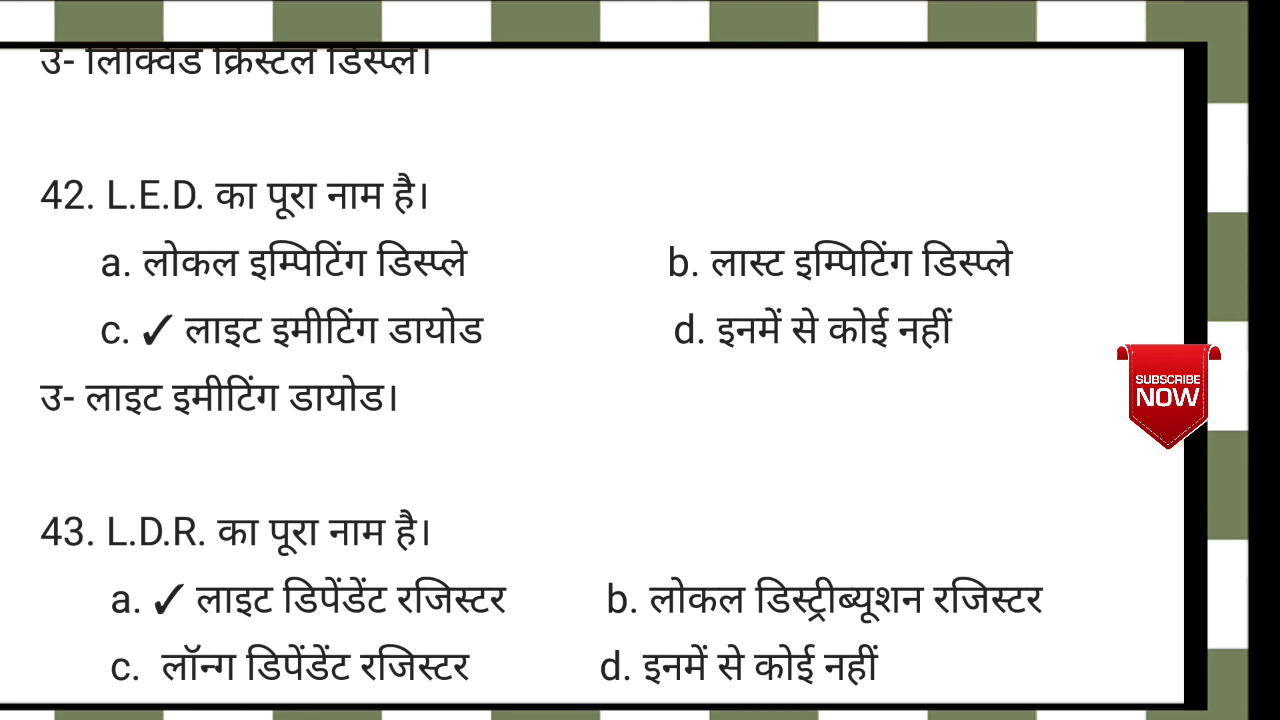 उ- लिक्विड क्रिस्टल डिस्प्ले।
42. L.E.D. का पूरा नाम है।
a. लोकल इम्पिटिंग डिस्प्ले b. लास्ट इम्पिटिंग डिस्प्ले
c. ✓ लाइट इमीटिंग डायोड d. इनमें से कोई नहीं
उ- लाइट इमीटिंग डायोड।
SUBSCRIBE
NOW
43. L.D.R. का पूरा नाम है।
a. ✓ लाइट डिपेंडेंट रजिस्टर b. लोकल डिस्ट्रीब्यूशन रजिस्टर
c. लॉन्ग डिपेंडेंट रजिस्टर d. इनमें से कोई नहीं